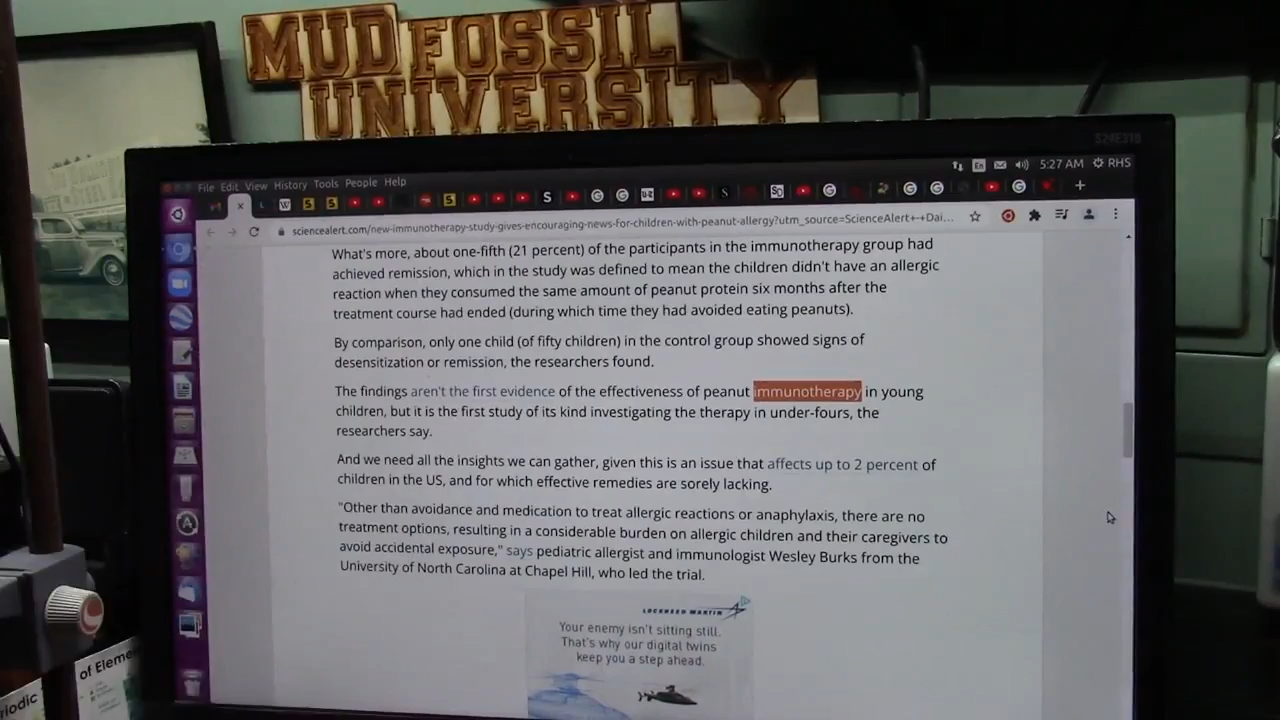 MUD FOSSIL
UNIVERSITY
S24E310
5:27 AM RHS
File Edit View History Tools People Help
sciencealert.com/new-immunotherapy-study-gives-encouraging-news-for-children-with-peanut-allergy?utm_source=ScienceAlert+-+Dai...
What's more, about one-fifth (21 percent) of the participants in the immunotherapy group had
achieved remission, which in the study was defined to mean the children didn't have an allergic
reaction when they consumed the same amount of peanut protein six months after the
treatment course had ended (during which time they had avoided eating peanuts).
By comparison, only one child (of fifty children) in the control group showed signs of
desensitization or remission, the researchers found.
The findings aren't the first evidence of the effectiveness of peanut immunotherapy in young
children, but it is the first study of its kind investigating the therapy in under-fours, the
researchers say.
And we need all the insights we can gather, given this is an issue that affects up to 2 percent of
children in the US, and for which effective remedies are sorely lacking.
"Other than avoidance and medication to treat allergic reactions or anaphylaxis, there are no
treatment options, resulting in a considerable burden on allergic children and their caregivers to
avoid accidental exposure," says pediatric allergist and immunologist Wesley Burks from the
University of North Carolina at Chapel Hill, who led the trial.
LOCKHEED MARTIN
Your enemy isn't sitting still.
That's why our digital twins
keep you a step ahead.
of Eleme
riodic